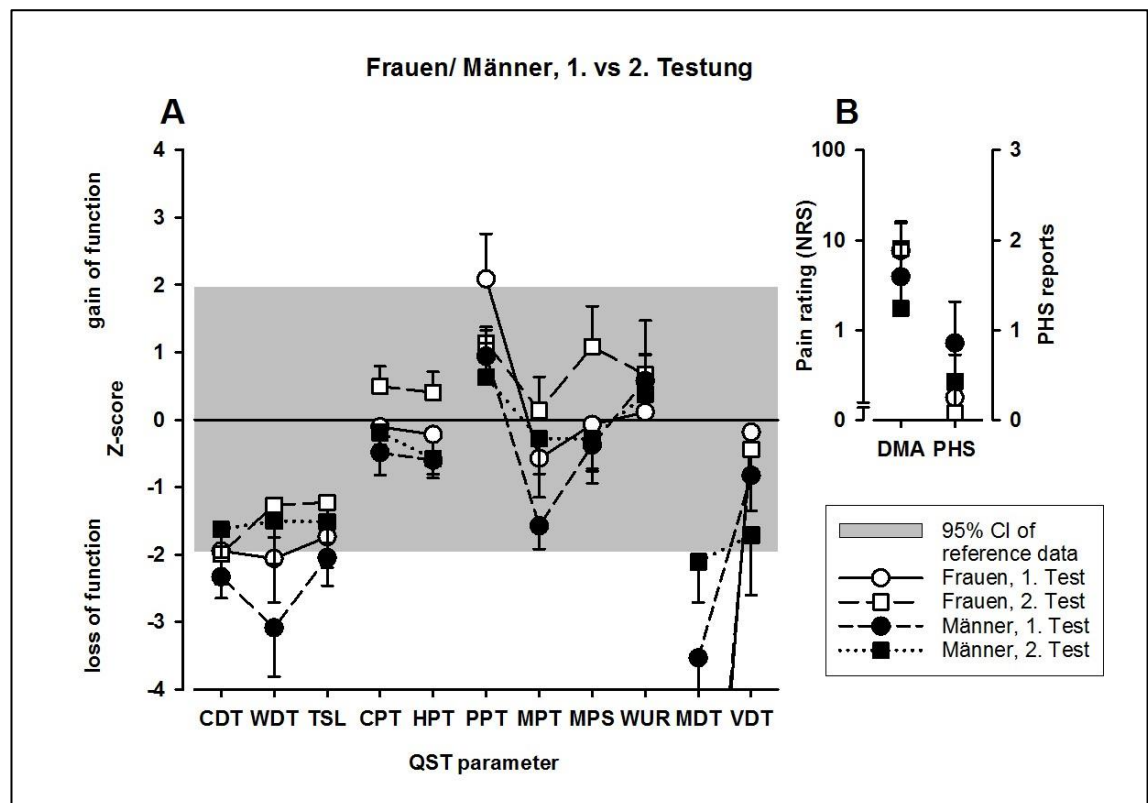 Frauen/ Männer, 1. vs 2. Testung
A
B
gain of function
loss of function
Z-score
4
3
2
1
0
-1
-2
-3
-4
CDT WDT TSL CPT HPT PPT MPT MPS WUR MDT VDT
QST parameter
Pain rating (NRS)
100
10
1
0
DMA PHS
3
2
1
0
PHS reports
95% CI of
reference data
Frauen, 1. Test
Frauen, 2. Test
Männer, 1. Test
Männer, 2. Test